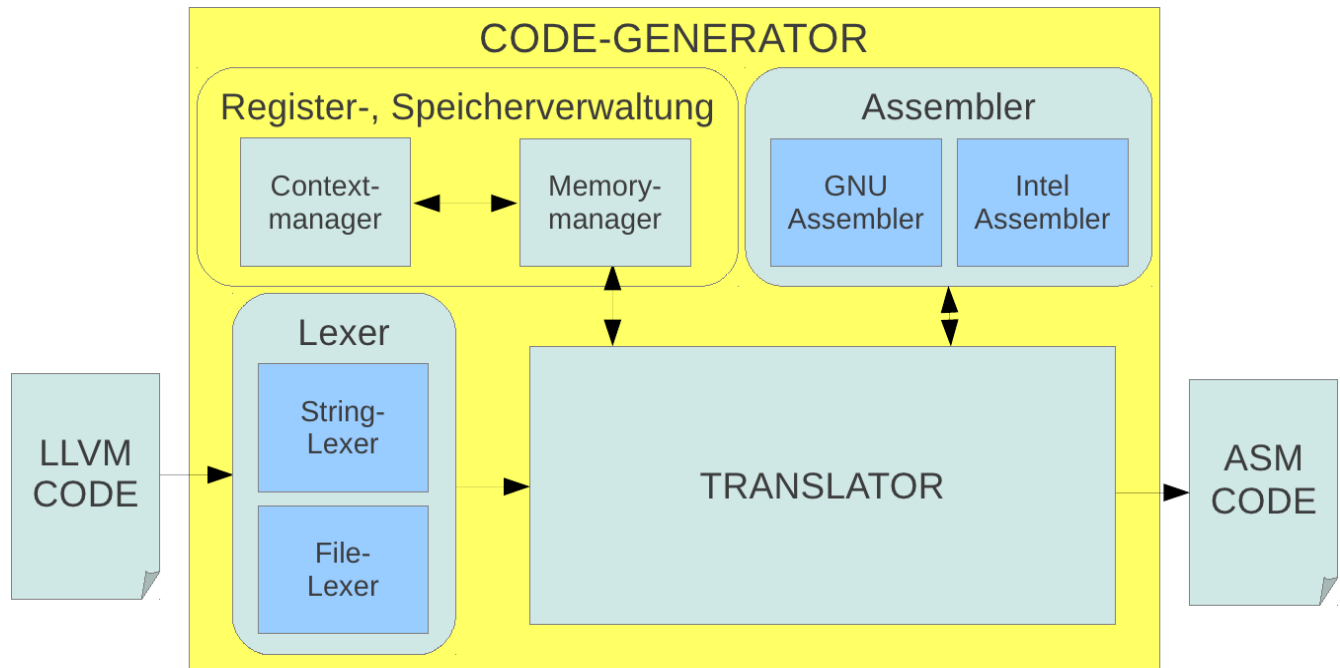 CODE-GENERATOR
Register-, Speicherverwaltung
Context-
manager
Memory-
manager
Assembler
GNU
Assembler
Intel
Assembler
Lexer
String-
Lexer
File-
Lexer
LLVM
CODE
TRANSLATOR
ASM
CODE